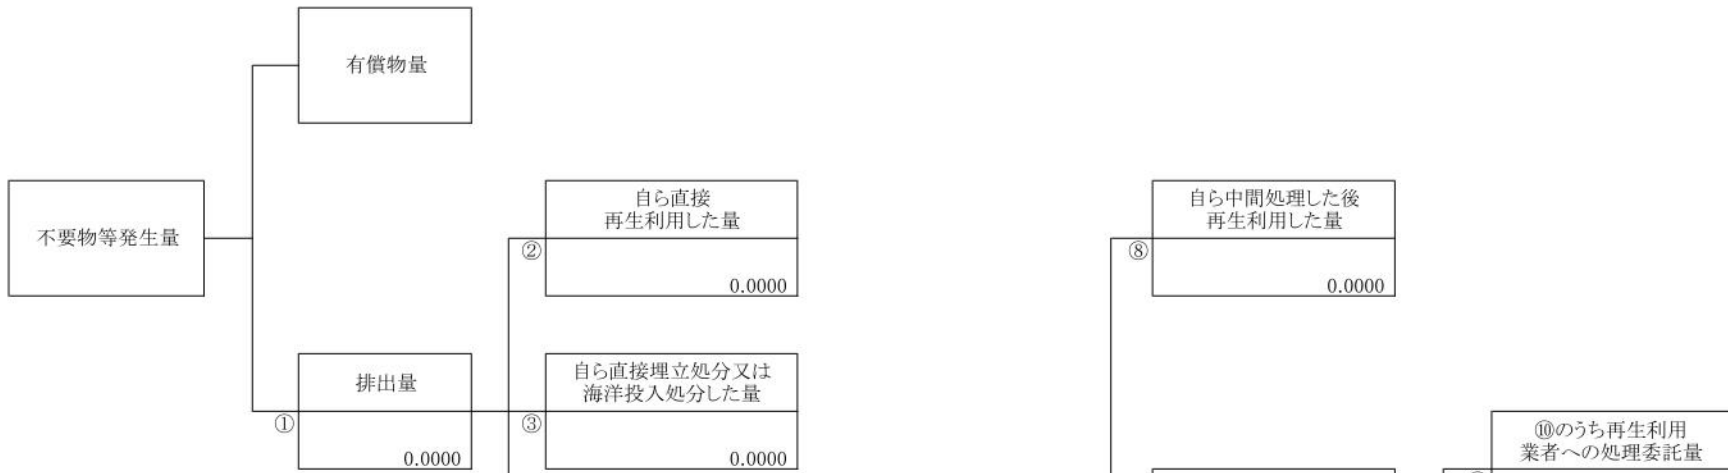 有償物量
不要物等発生量
自ら直接
再生利用した量
②
0.0000
自ら中間処理した後
再生利用した量
⑧
0.0000
排出量
①
0.0000
自ら直接埋立処分又は
海洋投入処分した量
③
0.0000
⑩のうち再生利用
業者への処理委託量